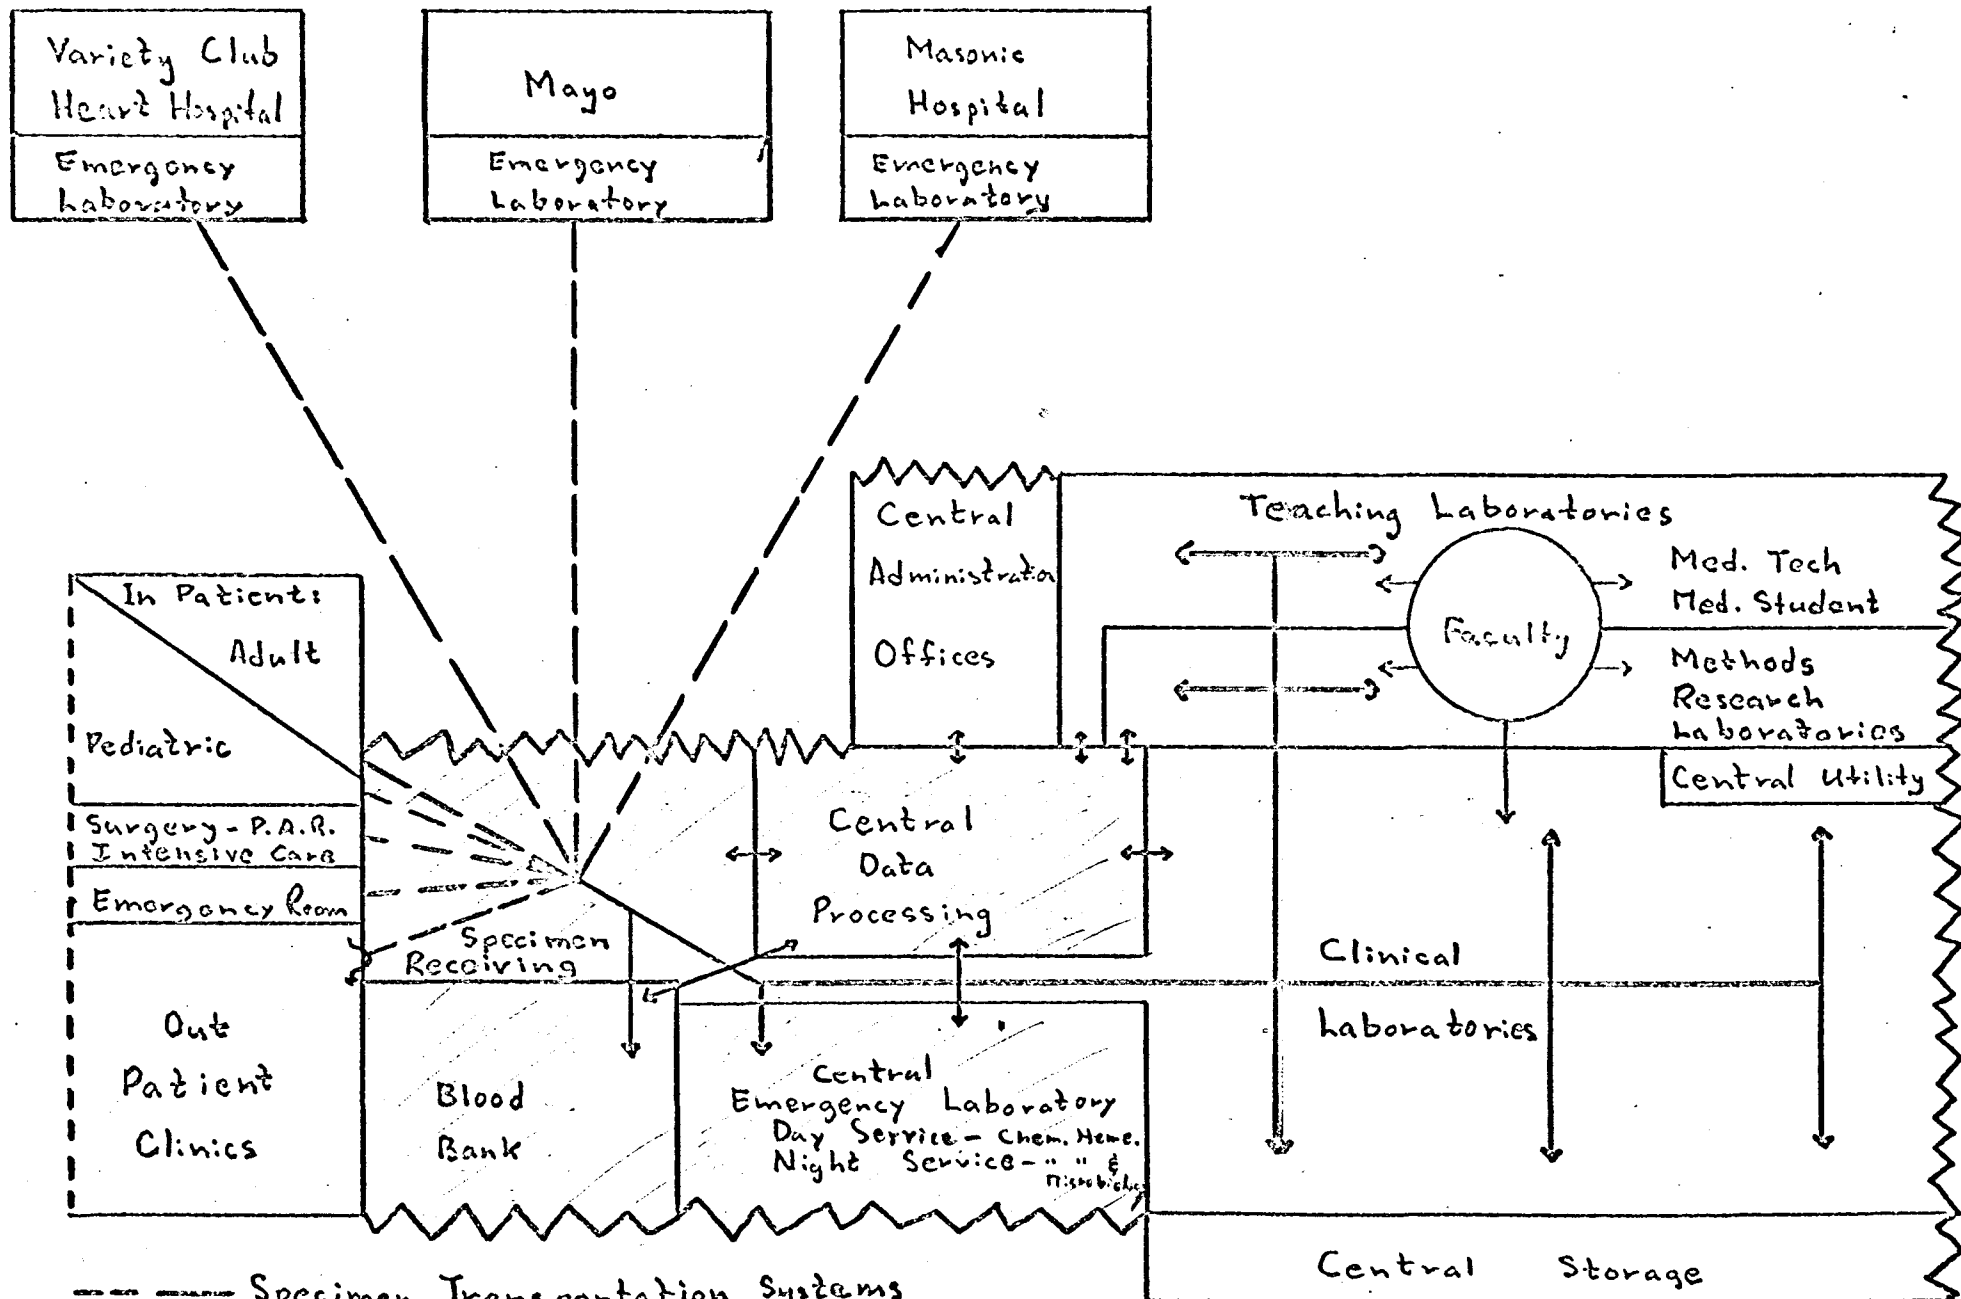 Variety Club
Heart Hospital
Emergency
Laboratory
Mayo
Emergency
Laboratory
Masonic
Hospital
Emergency
Laboratory
Central
Administration
Offices
Teaching Laboratories
Med. Tech
Med. Student
Faculty
Methods
Research
Laboratories
Central Utility
In Patient:
Adult
Pediatric
Surgery - P.A.R.
Intensive Care
Emergency Room
Out
Patient
Clinics
Specimen
Receiving
Central
Data
Processing
Blood
Bank
Central
Emergency Laboratory
Day Service - Chem. Heme.
Night Service - " " &
Clinical
Laboratories
Central Storage
Specimen Transportation Systems